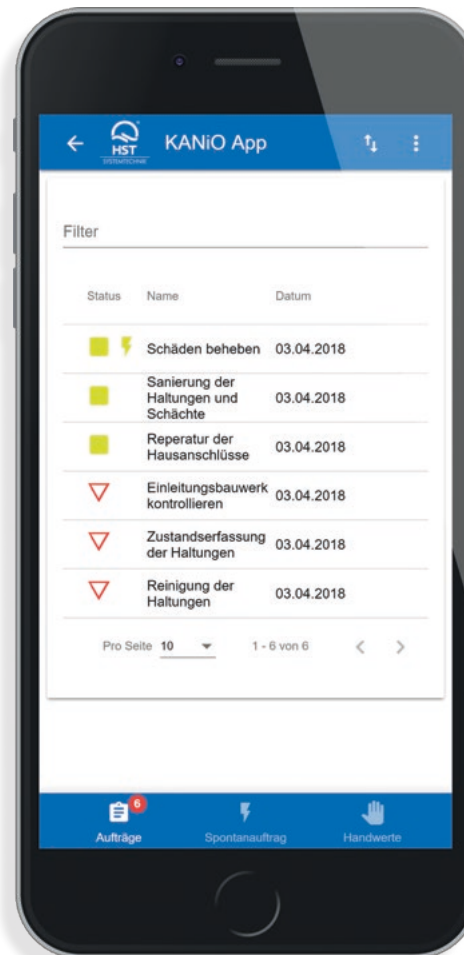 HST
SYSTEMTECHNIK
KANiO App
Filter
Status Name Datum
Schäden beheben 03.04.2018
Sanierung der
Haltungen und
Schächte
03.04.2018
Reperatur der
Hausanschlüsse
03.04.2018
Einleitungsbauwerk
kontrollieren
03.04.2018
Zustandserfassung
der Haltungen
03.04.2018
Reinigung der
Haltungen
03.04.2018
Pro Seite 10 1 - 6 von 6
6
Aufträge Spontanauftrag Handwerte